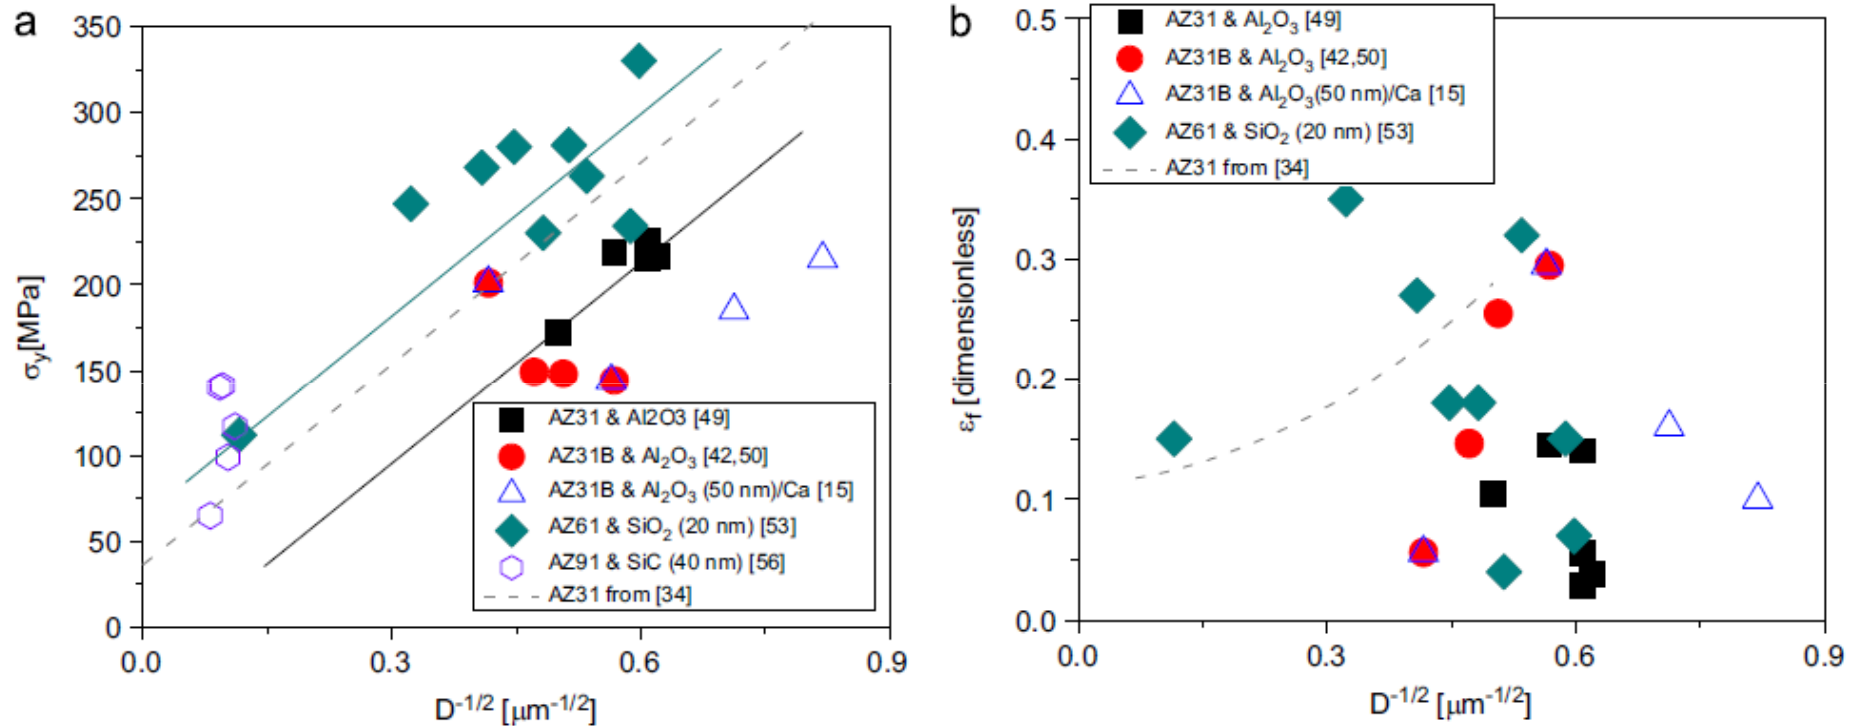 a
350
300
250
200
150
100
50
0
σy[MPa]
AZ31 & Al2O3 [49]
AZ31B & Al₂O₃ [42,50]
AZ31B & Al₂O₃ (50 nm)/Ca [15]
AZ61 & SiO₂ (20 nm) [53]
AZ91 & SiC (40 nm) [56]
AZ31 from [34]
0.0 0.3 0.6 0.9
D⁻¹/² [μm⁻¹/²]
b
0.5
0.4
0.3
0.2
0.1
0.0
εf [dimensionless]
AZ31 & Al₂O₃ [49]
AZ31B & Al₂O₃ [42,50]
AZ31B & Al₂O₃(50 nm)/Ca [15]
AZ61 & SiO₂ (20 nm) [53]
AZ31 from [34]
0.0 0.3 0.6 0.9
D⁻¹/² [μm⁻¹/²]